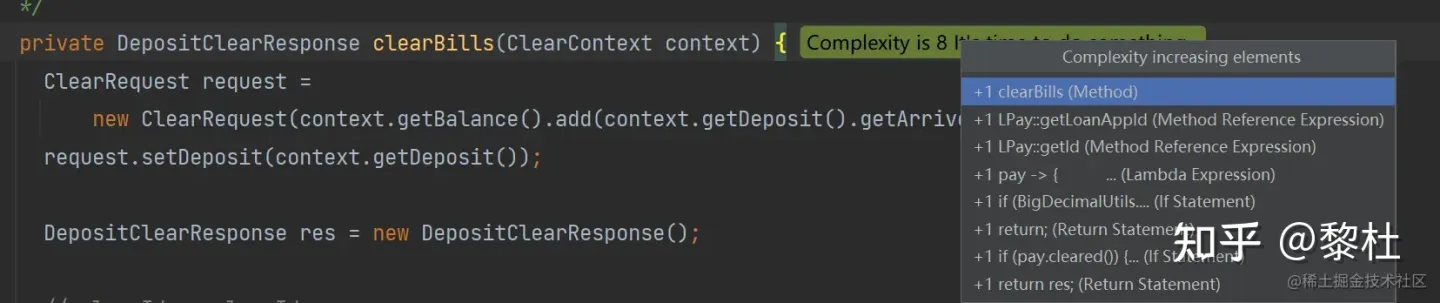 */
private DepositClearResponse clearBills(ClearContext context) { Complexity is 8 It's time to do something
Complexity increasing elements
ClearRequest request =
+1 clearBills (Method)
new ClearRequest(context.getBalance().add(context.getDeposit().getArrive
+1 LPay::getLoanAppId (Method Reference Expression)
request.setDeposit(context.getDeposit());
+1 LPay::getId (Method Reference Expression)
+1 pay -> { ... (Lambda Expression)
+1 if (BigDecimalUtils.... (If Statement)
DepositClearResponse res = new DepositClearResponse();
+1 return; (Return Statement)
+1 if (pay.cleared()) {... (If Statement)
+1 return res; (Return Statement)
知乎 @黎杜
@稀土掘金技术社区